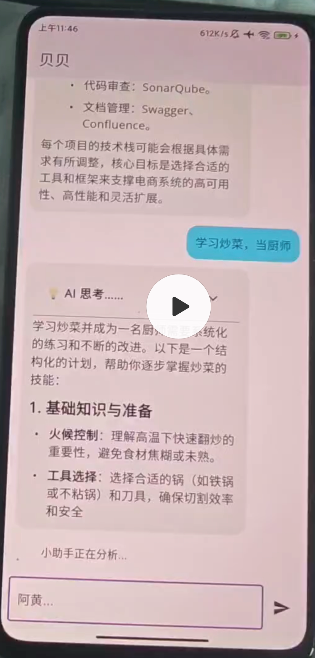 上午11:46
612K/s
贝贝
• 代码审查：SonarQube。
• 文档管理：Swagger、
Confluence。
每个项目的技术栈可能会根据具体需
求有所调整，核心目标是选择合适的
工具和框架来支撑电商系统的高可用
性、高性能和灵活扩展。
学习炒菜，当厨师
AI 思考......
学习炒菜并成为一名厨 系统化
的练习和不断的改进。以下是一个结
构化的计划，帮助你逐步掌握炒菜的
技能：
1. 基础知识与准备
• 火候控制：理解高温下快速翻炒的
重要性，避免食材焦糊或未熟。
• 工具选择：选择合适的锅（如铁锅
或不粘锅）和刀具，确保切割效率
和安全
小助手正在分析...
阿黄...